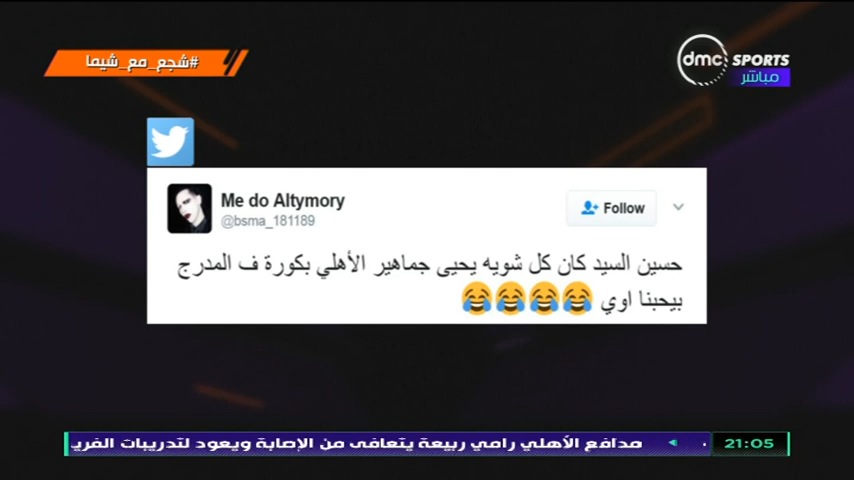 #شجع_مع_شيما
dmc SPORTS
مباشر
Me do Altymory
@bsma_181189
Follow
حسين السيد كان كل شويه يحيى جماهير الأهلي بكورة ف المدرج
بيحبنا اوي 😂😂😂😂
مدافع الأهلي رامي ربيعة يتعافى من الإصابة ويعود لتدريبات الفري
21:05